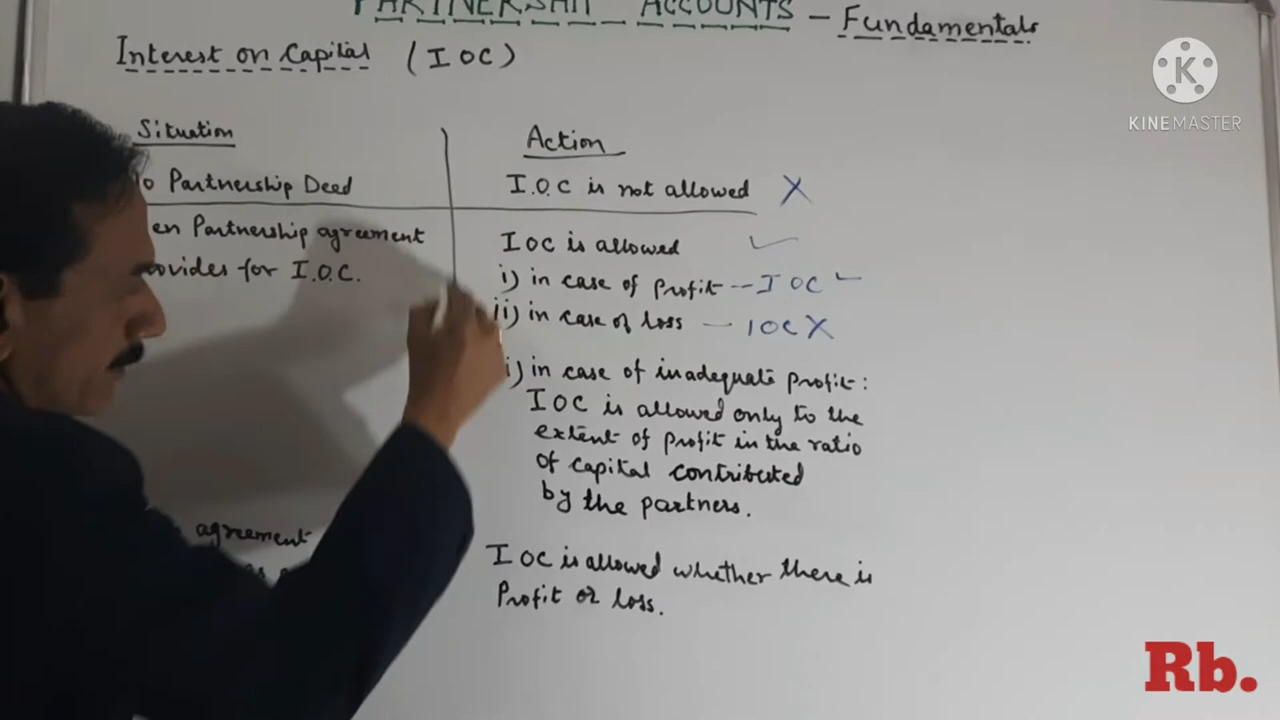 PARTNERSHIP ACCOUNTS - Fundamentals
Interest on Capital (IOC)
KINEMASTER
Situation
Action
Partnership Deed
I.O.C is not allowed X
Partnership agreement
for I.O.C.
IOC is allowed ✓
i) in case of profit -- IOC ✓
ii) in case of loss — IOC X
in case of inadequate profit:
IOC is allowed only to the
extent of profit in the ratio
of capital contributed
by the partners.
agreement
as
IOC is allowed whether there is
Profit or loss.
Rb.